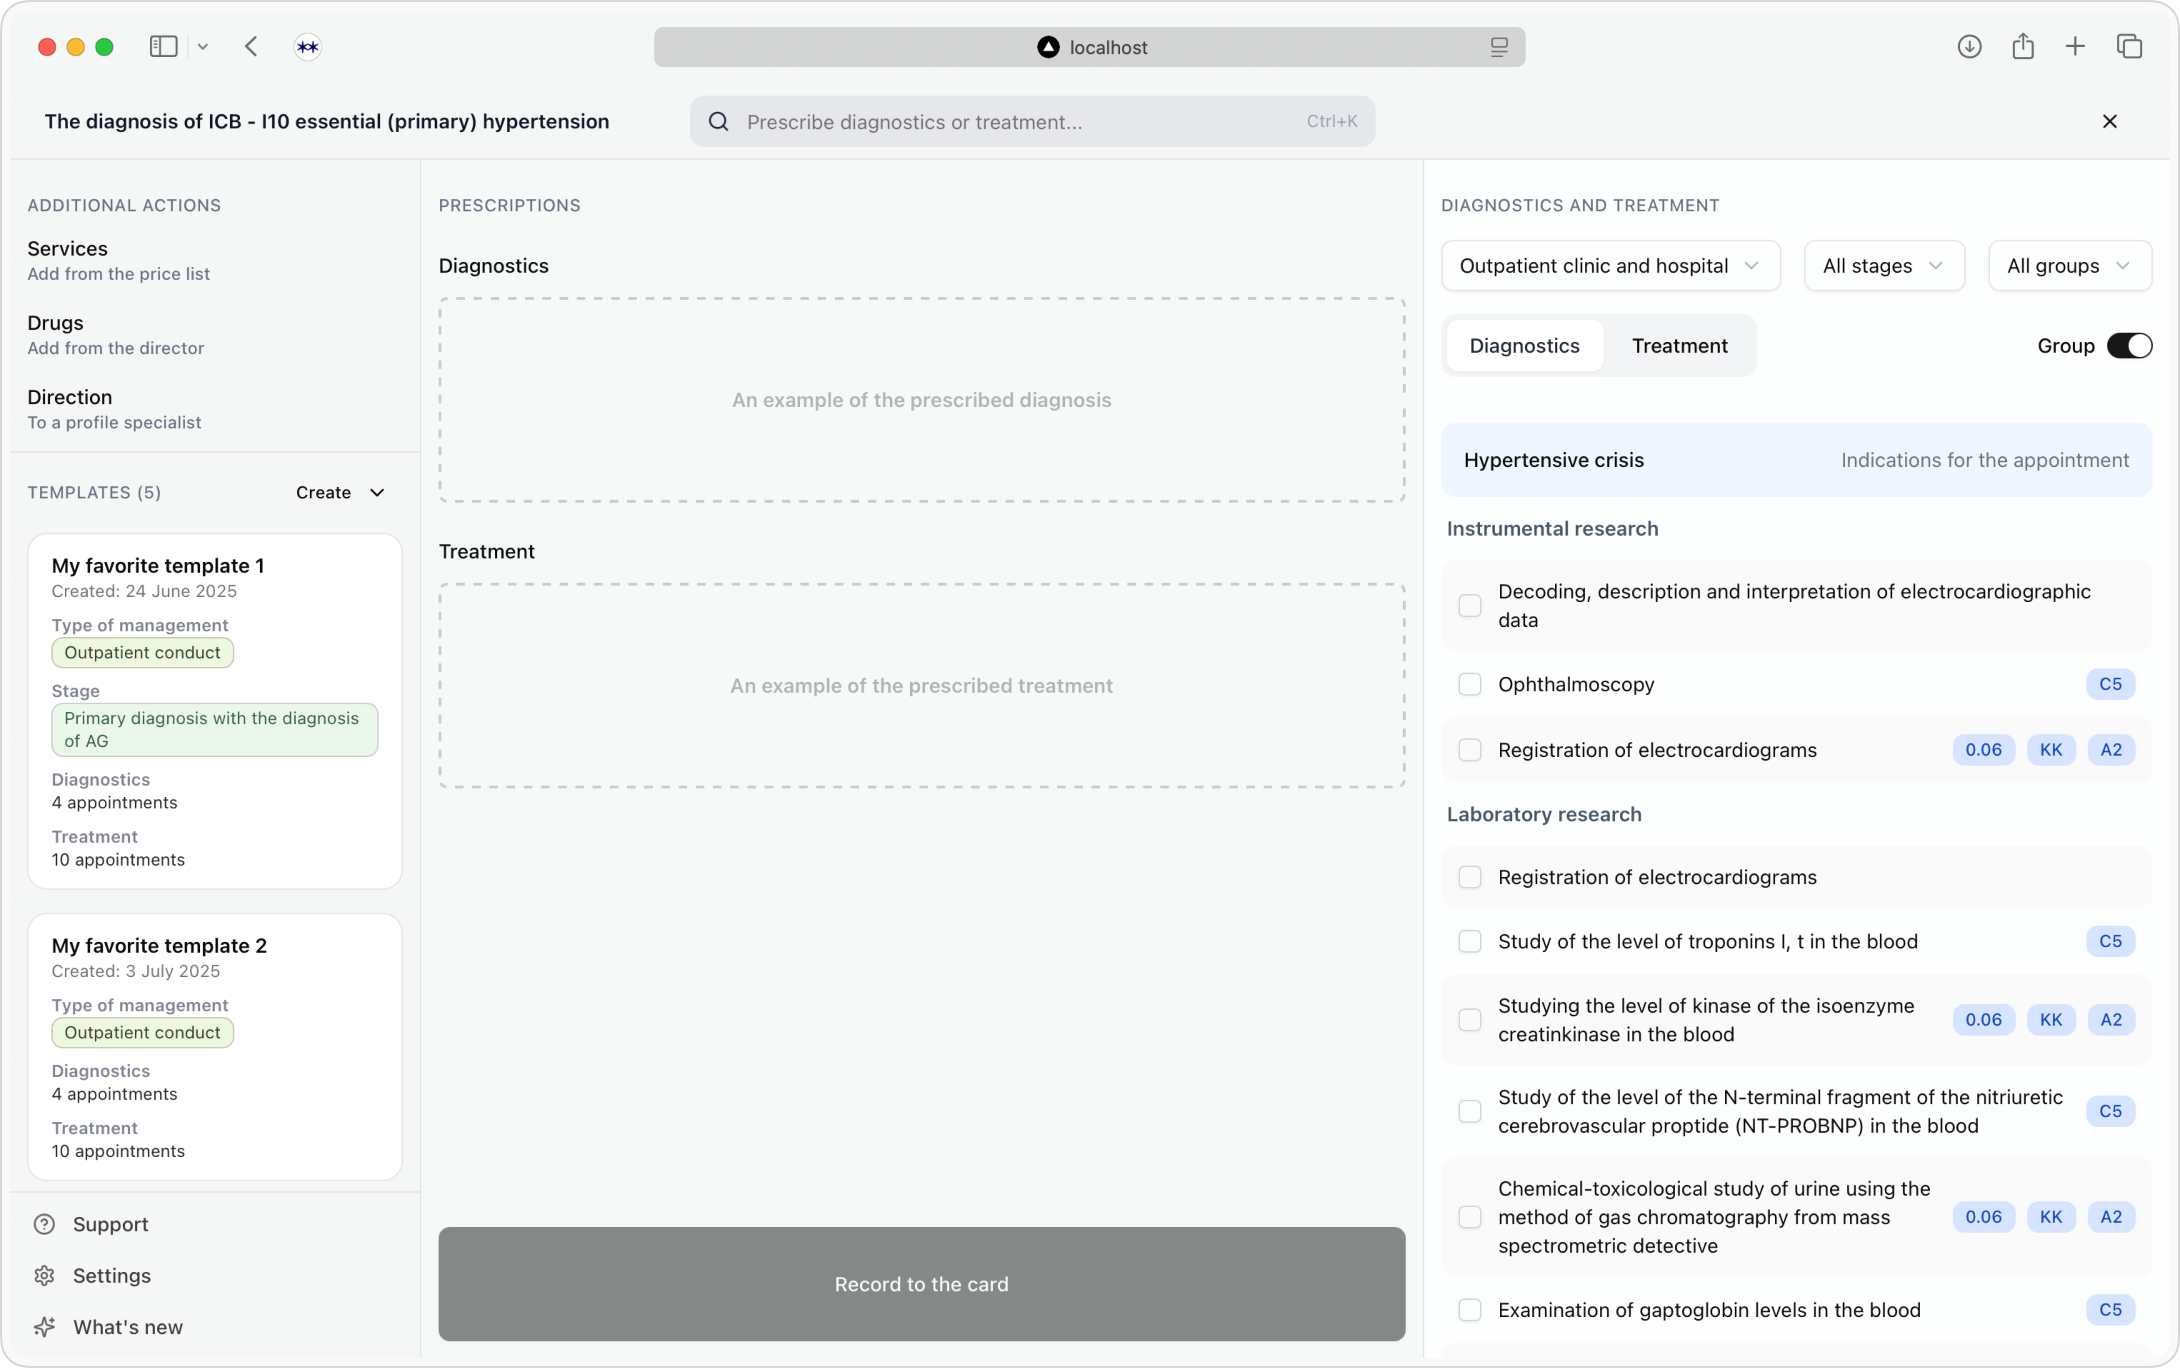 localhost
The diagnosis of ICB - I10 essential (primary) hypertension
Prescribe diagnostics or treatment...
Ctrl+K
ADDITIONAL ACTIONS
Services
Add from the price list
Drugs
Add from the director
Direction
To a profile specialist
TEMPLATES (5)
Create
My favorite template 1
Created: 24 June 2025
Type of management
Outpatient conduct
Stage
Primary diagnosis with the diagnosis
of AG
Diagnostics
4 appointments
Treatment
10 appointments
My favorite template 2
Created: 3 July 2025
Type of management
Outpatient conduct
Diagnostics
4 appointments
Treatment
10 appointments
Support
Settings
What's new
PRESCRIPTIONS
Diagnostics
An example of the prescribed diagnosis
Treatment
An example of the prescribed treatment
Record to the card
DIAGNOSTICS AND TREATMENT
Outpatient clinic and hospital
All stages
All groups
Diagnostics
Treatment
Group
Hypertensive crisis
Indications for the appointment
Instrumental research
Decoding, description and interpretation of electrocardiographic
data
Ophthalmoscopy
C5
Registration of electrocardiograms
0.06
KK
A2
Laboratory research
Registration of electrocardiograms
Study of the level of troponins I, t in the blood
C5
Studying the level of kinase of the isoenzyme
creatinkinase in the blood
0.06
KK
A2
Study of the level of the N-terminal fragment of the nitriuretic
cerebrovascular proptide (NT-PROBNP) in the blood
C5
Chemical-toxicological study of urine using the
method of gas chromatography from mass
spectrometric detective
0.06
KK
A2
Examination of gaptoglobin levels in the blood
C5